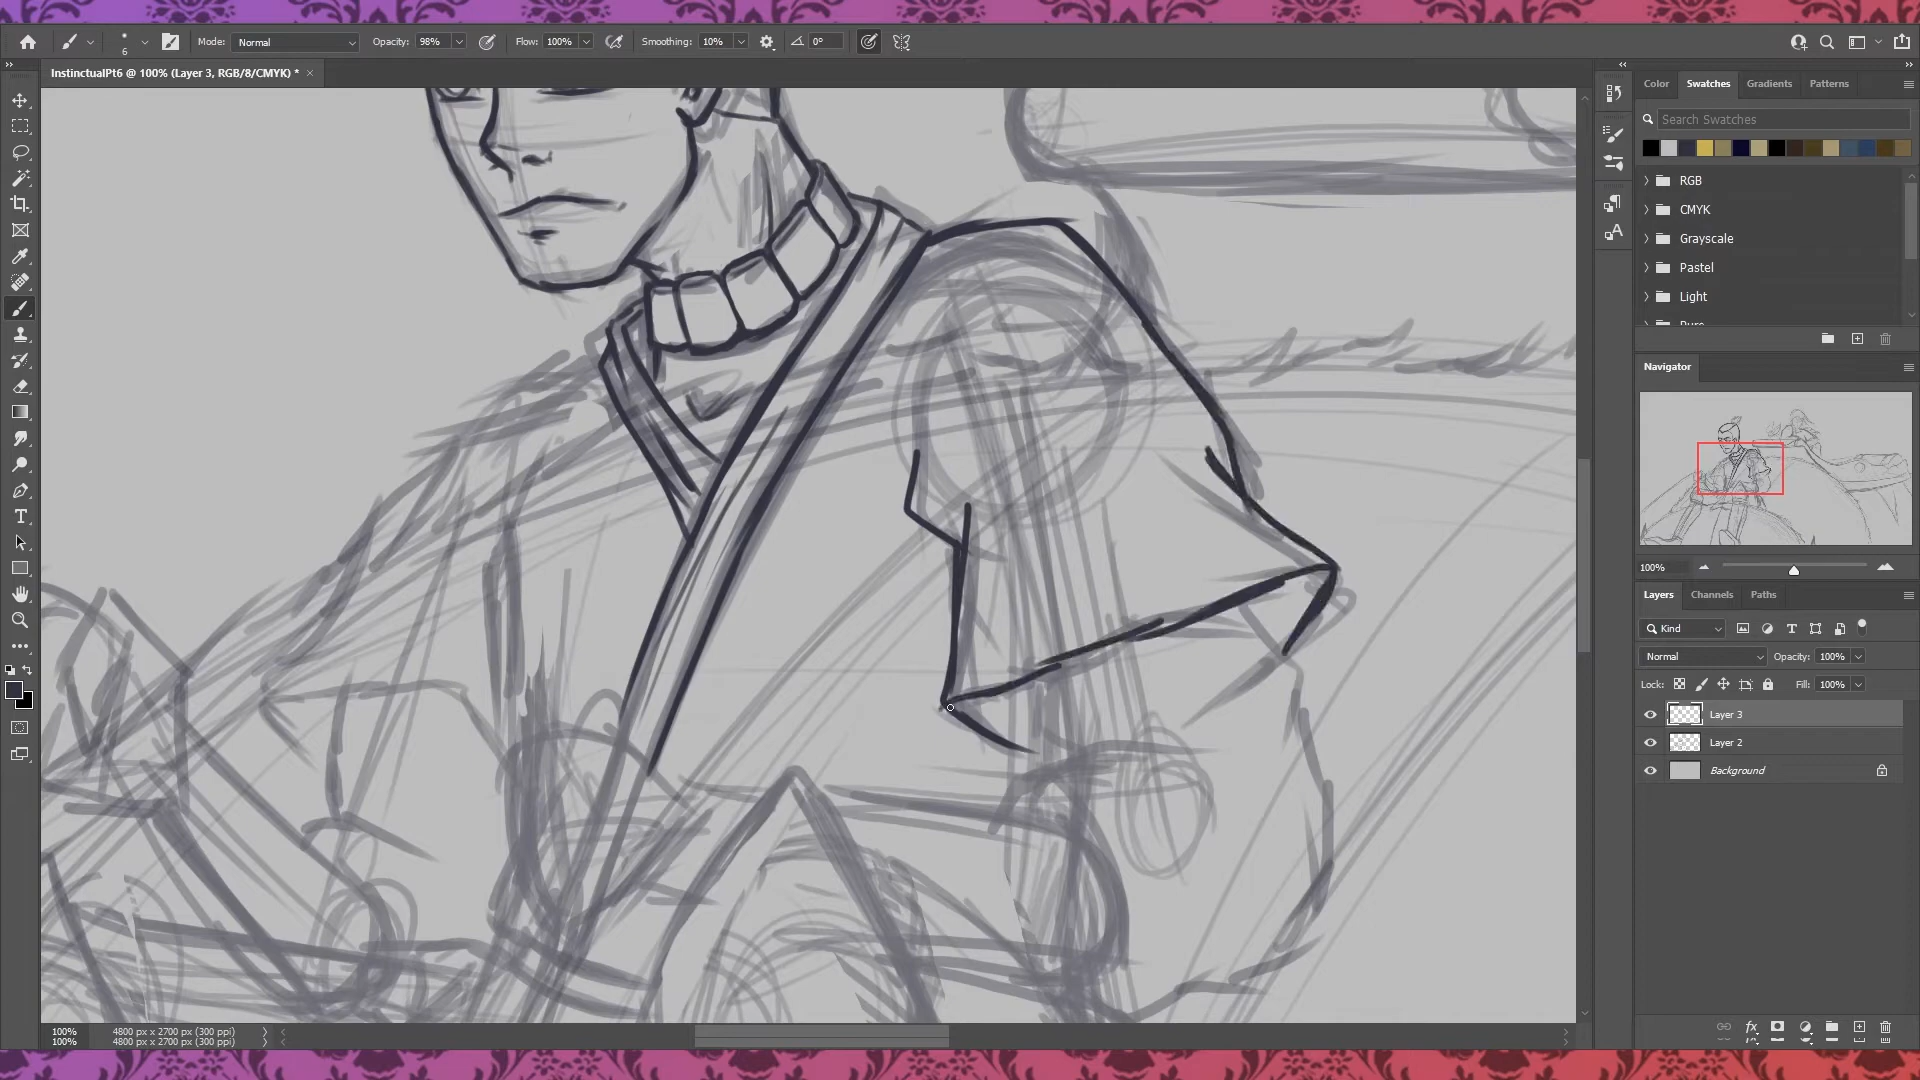 6
Mode: Normal
Opacity: 98%
Flow: 100%
Smoothing: 10%
0°
InstinctualPt6 @ 100% (Layer 3, RGB/8/CMYK) * ×
Color Swatches Gradients Patterns
Search Swatches
RGB
CMYK
Grayscale
Pastel
Light
Navigator
100%
Layers Channels Paths
Kind
Normal Opacity: 100%
Lock: Fill: 100%
Layer 3
Layer 2
Background
100% 4800 px x 2700 px (300 ppi)
100% 4800 px x 2700 px (300 ppi)